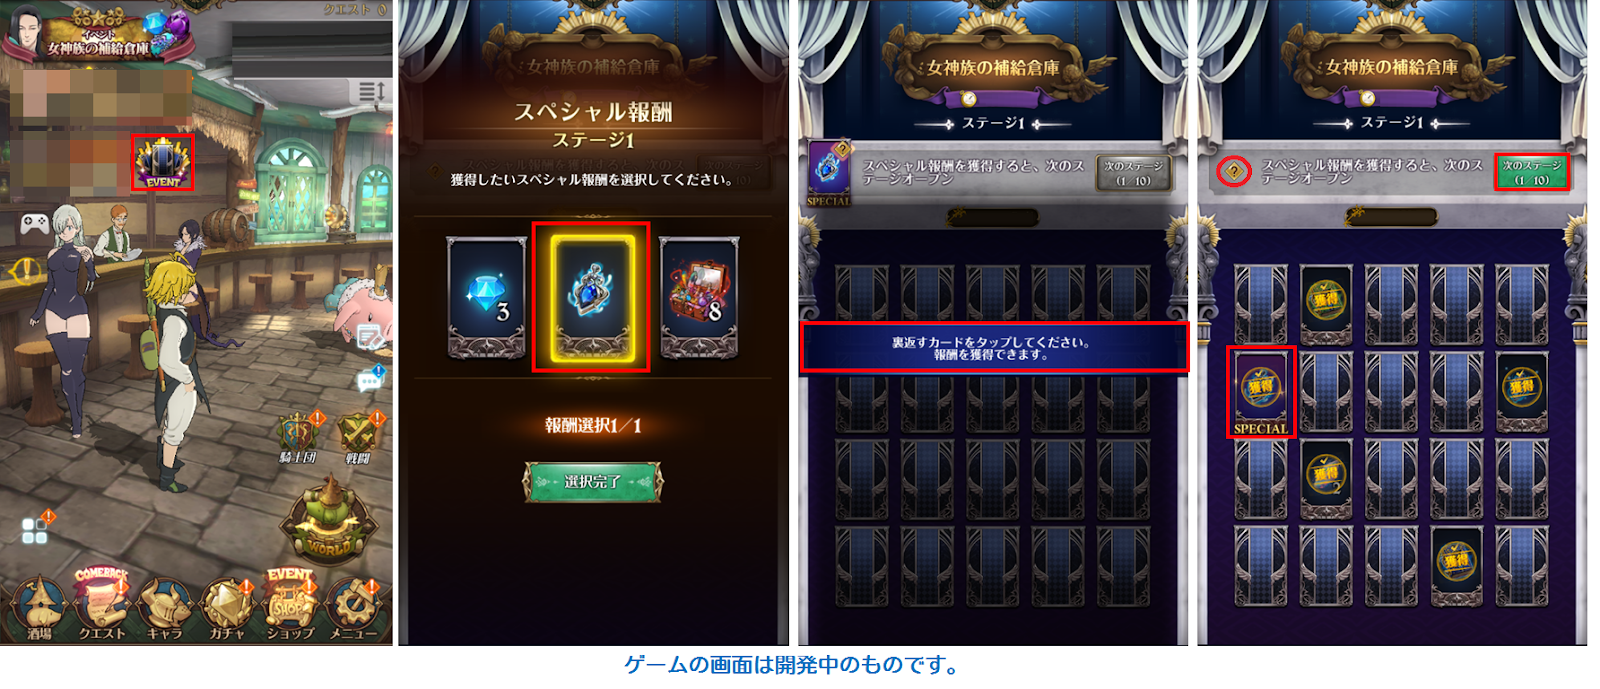 クエスト 0
イベント
女神族の補給倉庫
EVENT
騎士団
戦闘
WORLD
COMEBACK
EVENT
SHOP
酒場
クエスト
キャラ
ガチャ
ショップ
メニュー
スペシャル報酬
ステージ1
獲得したいスペシャル報酬を選択してください。
3
8
報酬選択1/1
選択完了
女神族の補給倉庫
ステージ1
スペシャル報酬を獲得すると、次のス
テージオープン
次のステージ
(1/10)
SPECIAL
裏返すカードをタップしてください。
報酬を獲得できます。
女神族の補給倉庫
ステージ1
スペシャル報酬を獲得すると、次のス
テージオープン
次のステージ
(1/10)
獲得
獲得
SPECIAL
獲得
獲得
2
獲得
ゲームの画面は開発中のものです。